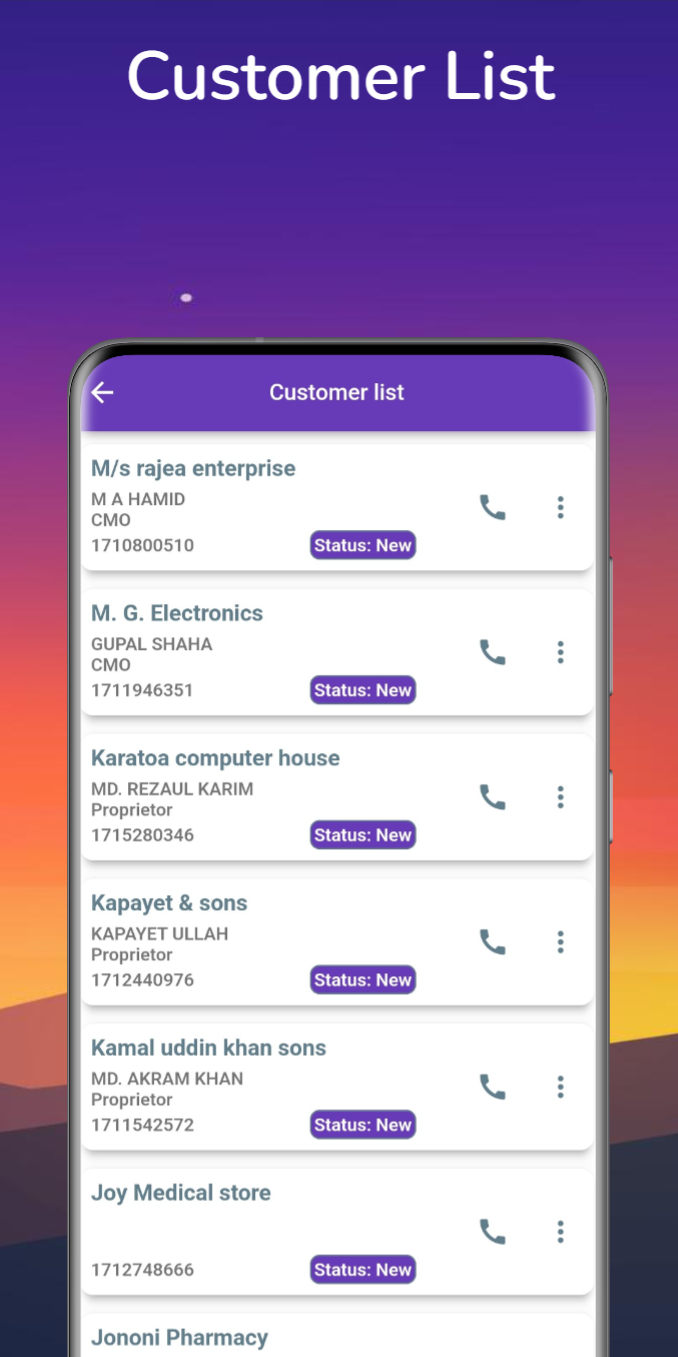 Customer List
Customer list
M/s rajea enterprise
M A HAMID
CMO
1710800510
Status: New
M. G. Electronics
GUPAL SHAHA
CMO
1711946351
Status: New
Karatoa computer house
MD. REZAUL KARIM
Proprietor
1715280346
Status: New
Kapayet & sons
KAPAYET ULLAH
Proprietor
1712440976
Status: New
Kamal uddin khan sons
MD. AKRAM KHAN
Proprietor
1711542572
Status: New
Joy Medical store
1712748666
Status: New
Jononi Pharmacy